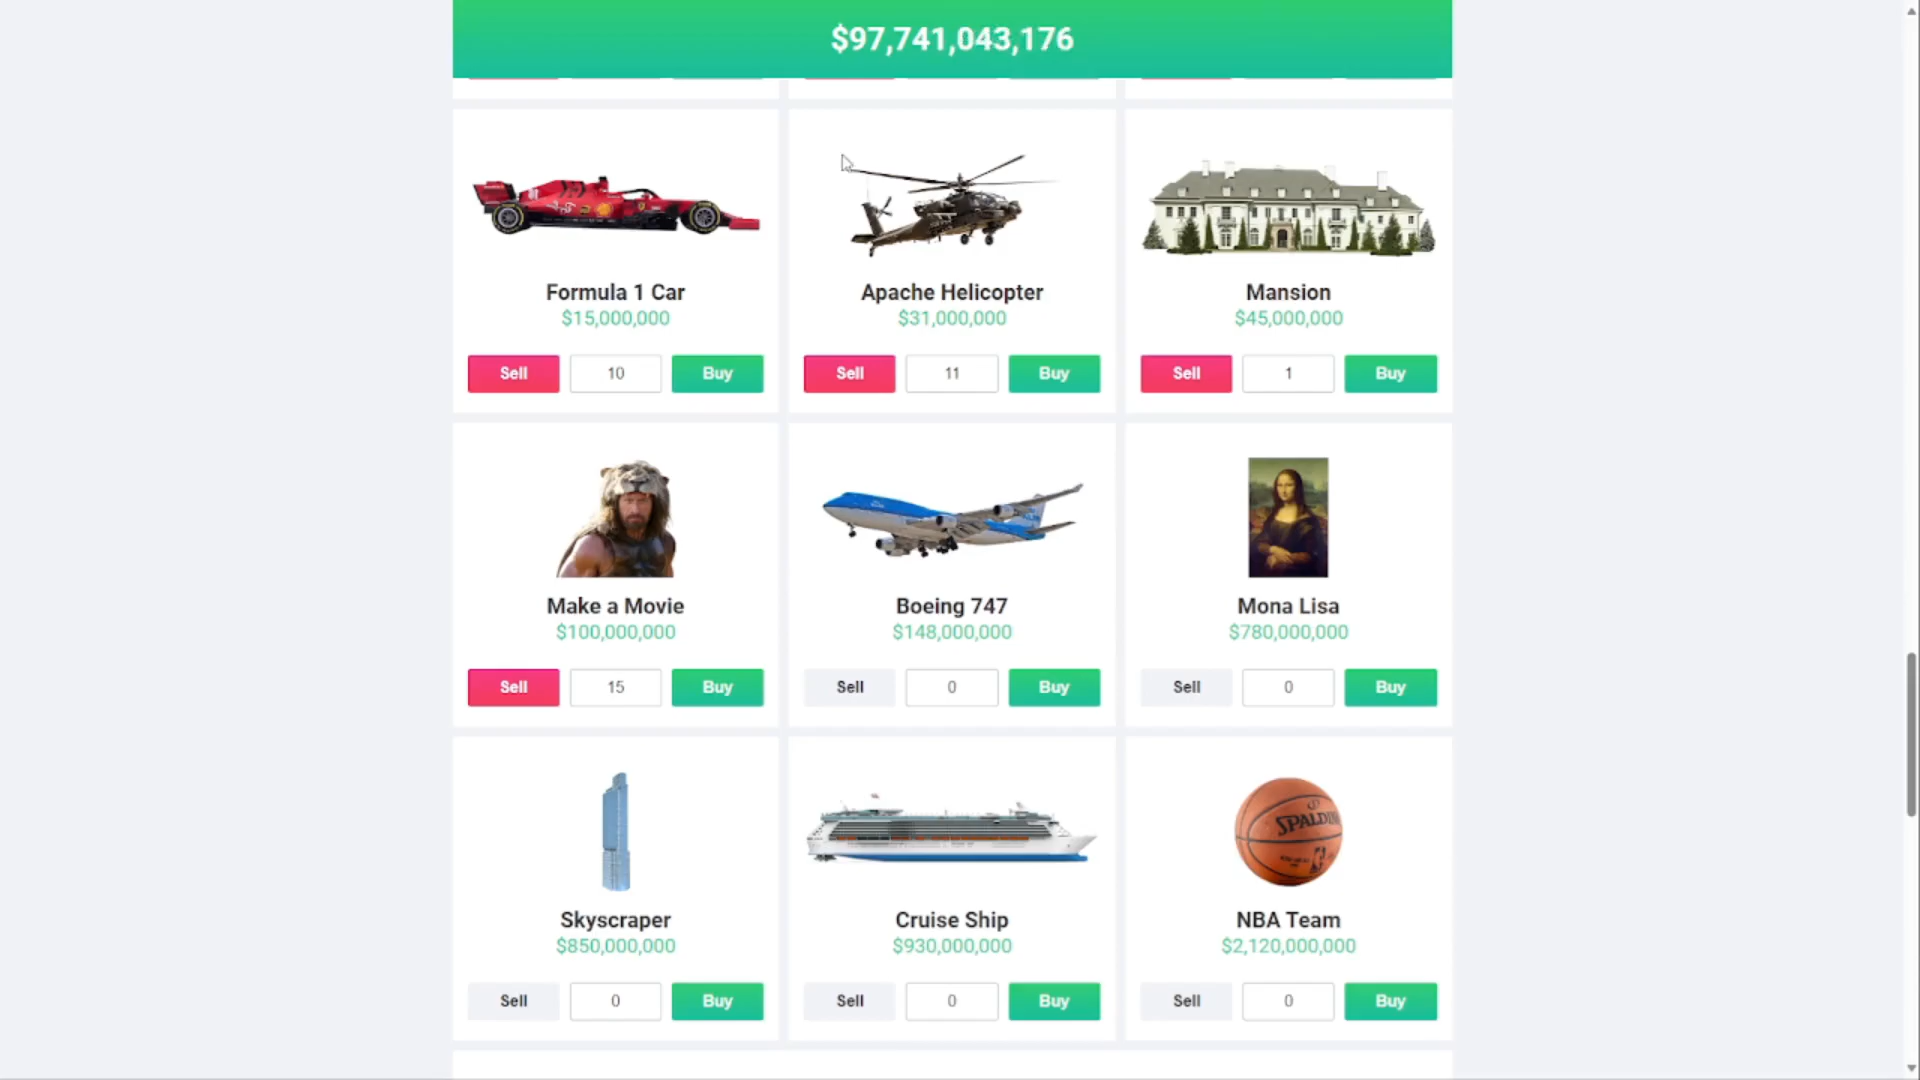 $97,741,043,176
Formula 1 Car
$15,000,000
Sell 10 Buy
Apache Helicopter
$31,000,000
Sell 11 Buy
Mansion
$45,000,000
Sell 1 Buy
Make a Movie
$100,000,000
Sell 15 Buy
Boeing 747
$148,000,000
Sell 0 Buy
Mona Lisa
$780,000,000
Sell 0 Buy
Skyscraper
$850,000,000
Sell 0 Buy
Cruise Ship
$930,000,000
Sell 0 Buy
SPALDING
NBA Team
$2,120,000,000
Sell 0 Buy